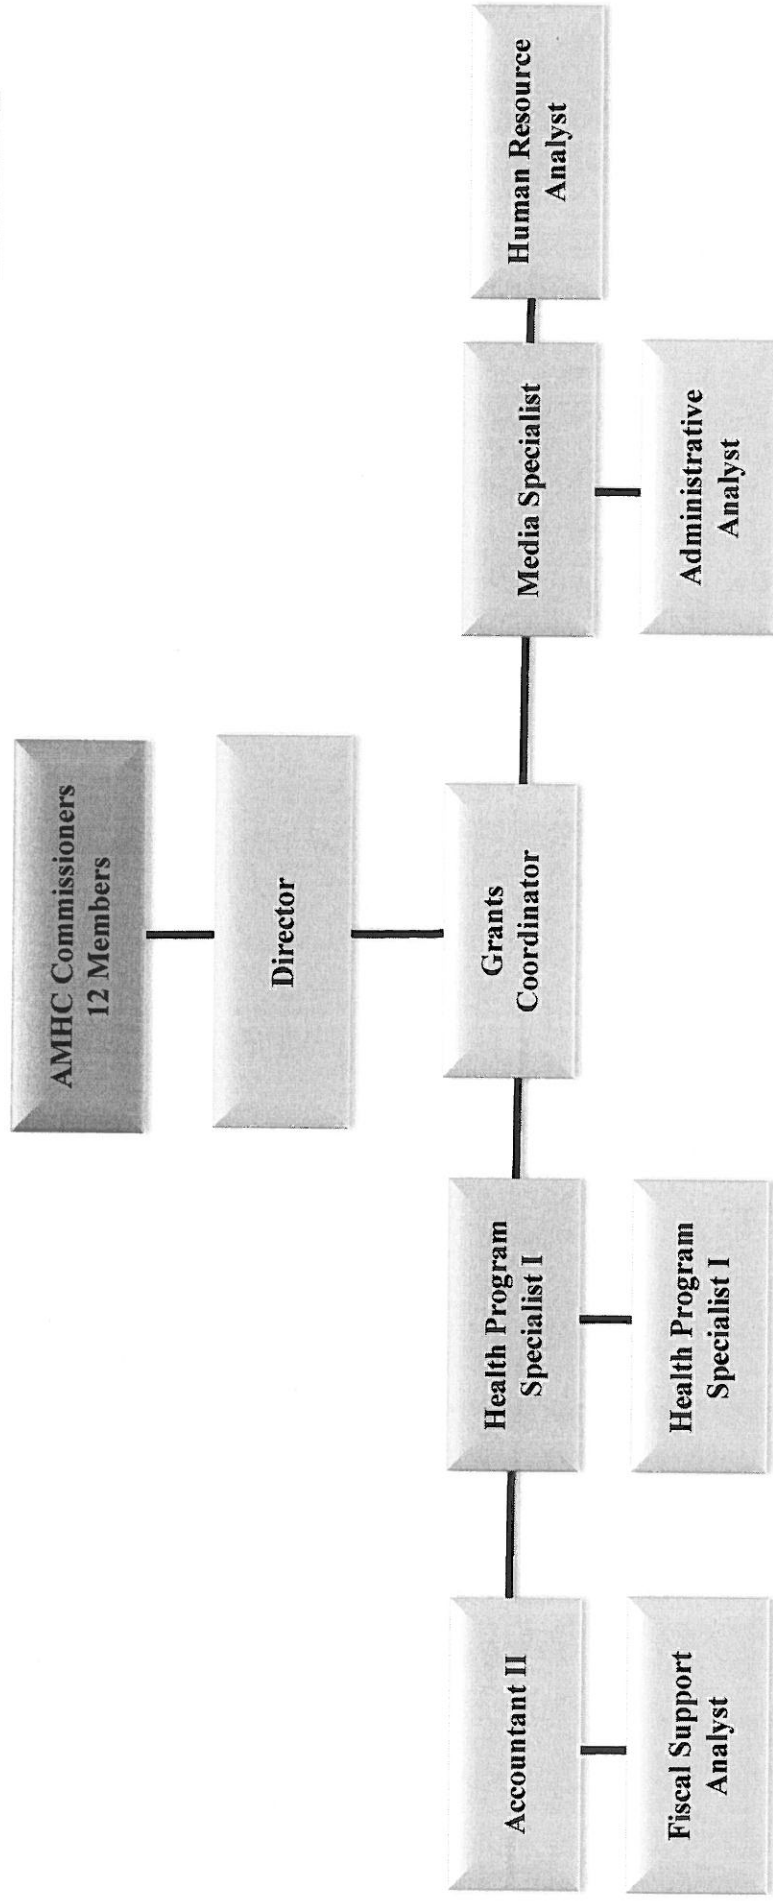 AMHC Commissioners
12 Members
Director
Accountant II
Health Program
Specialist I
Grants
Coordinator
Media Specialist
Human Resource
Analyst
Fiscal Support
Analyst
Health Program
Specialist I
Administrative
Analyst